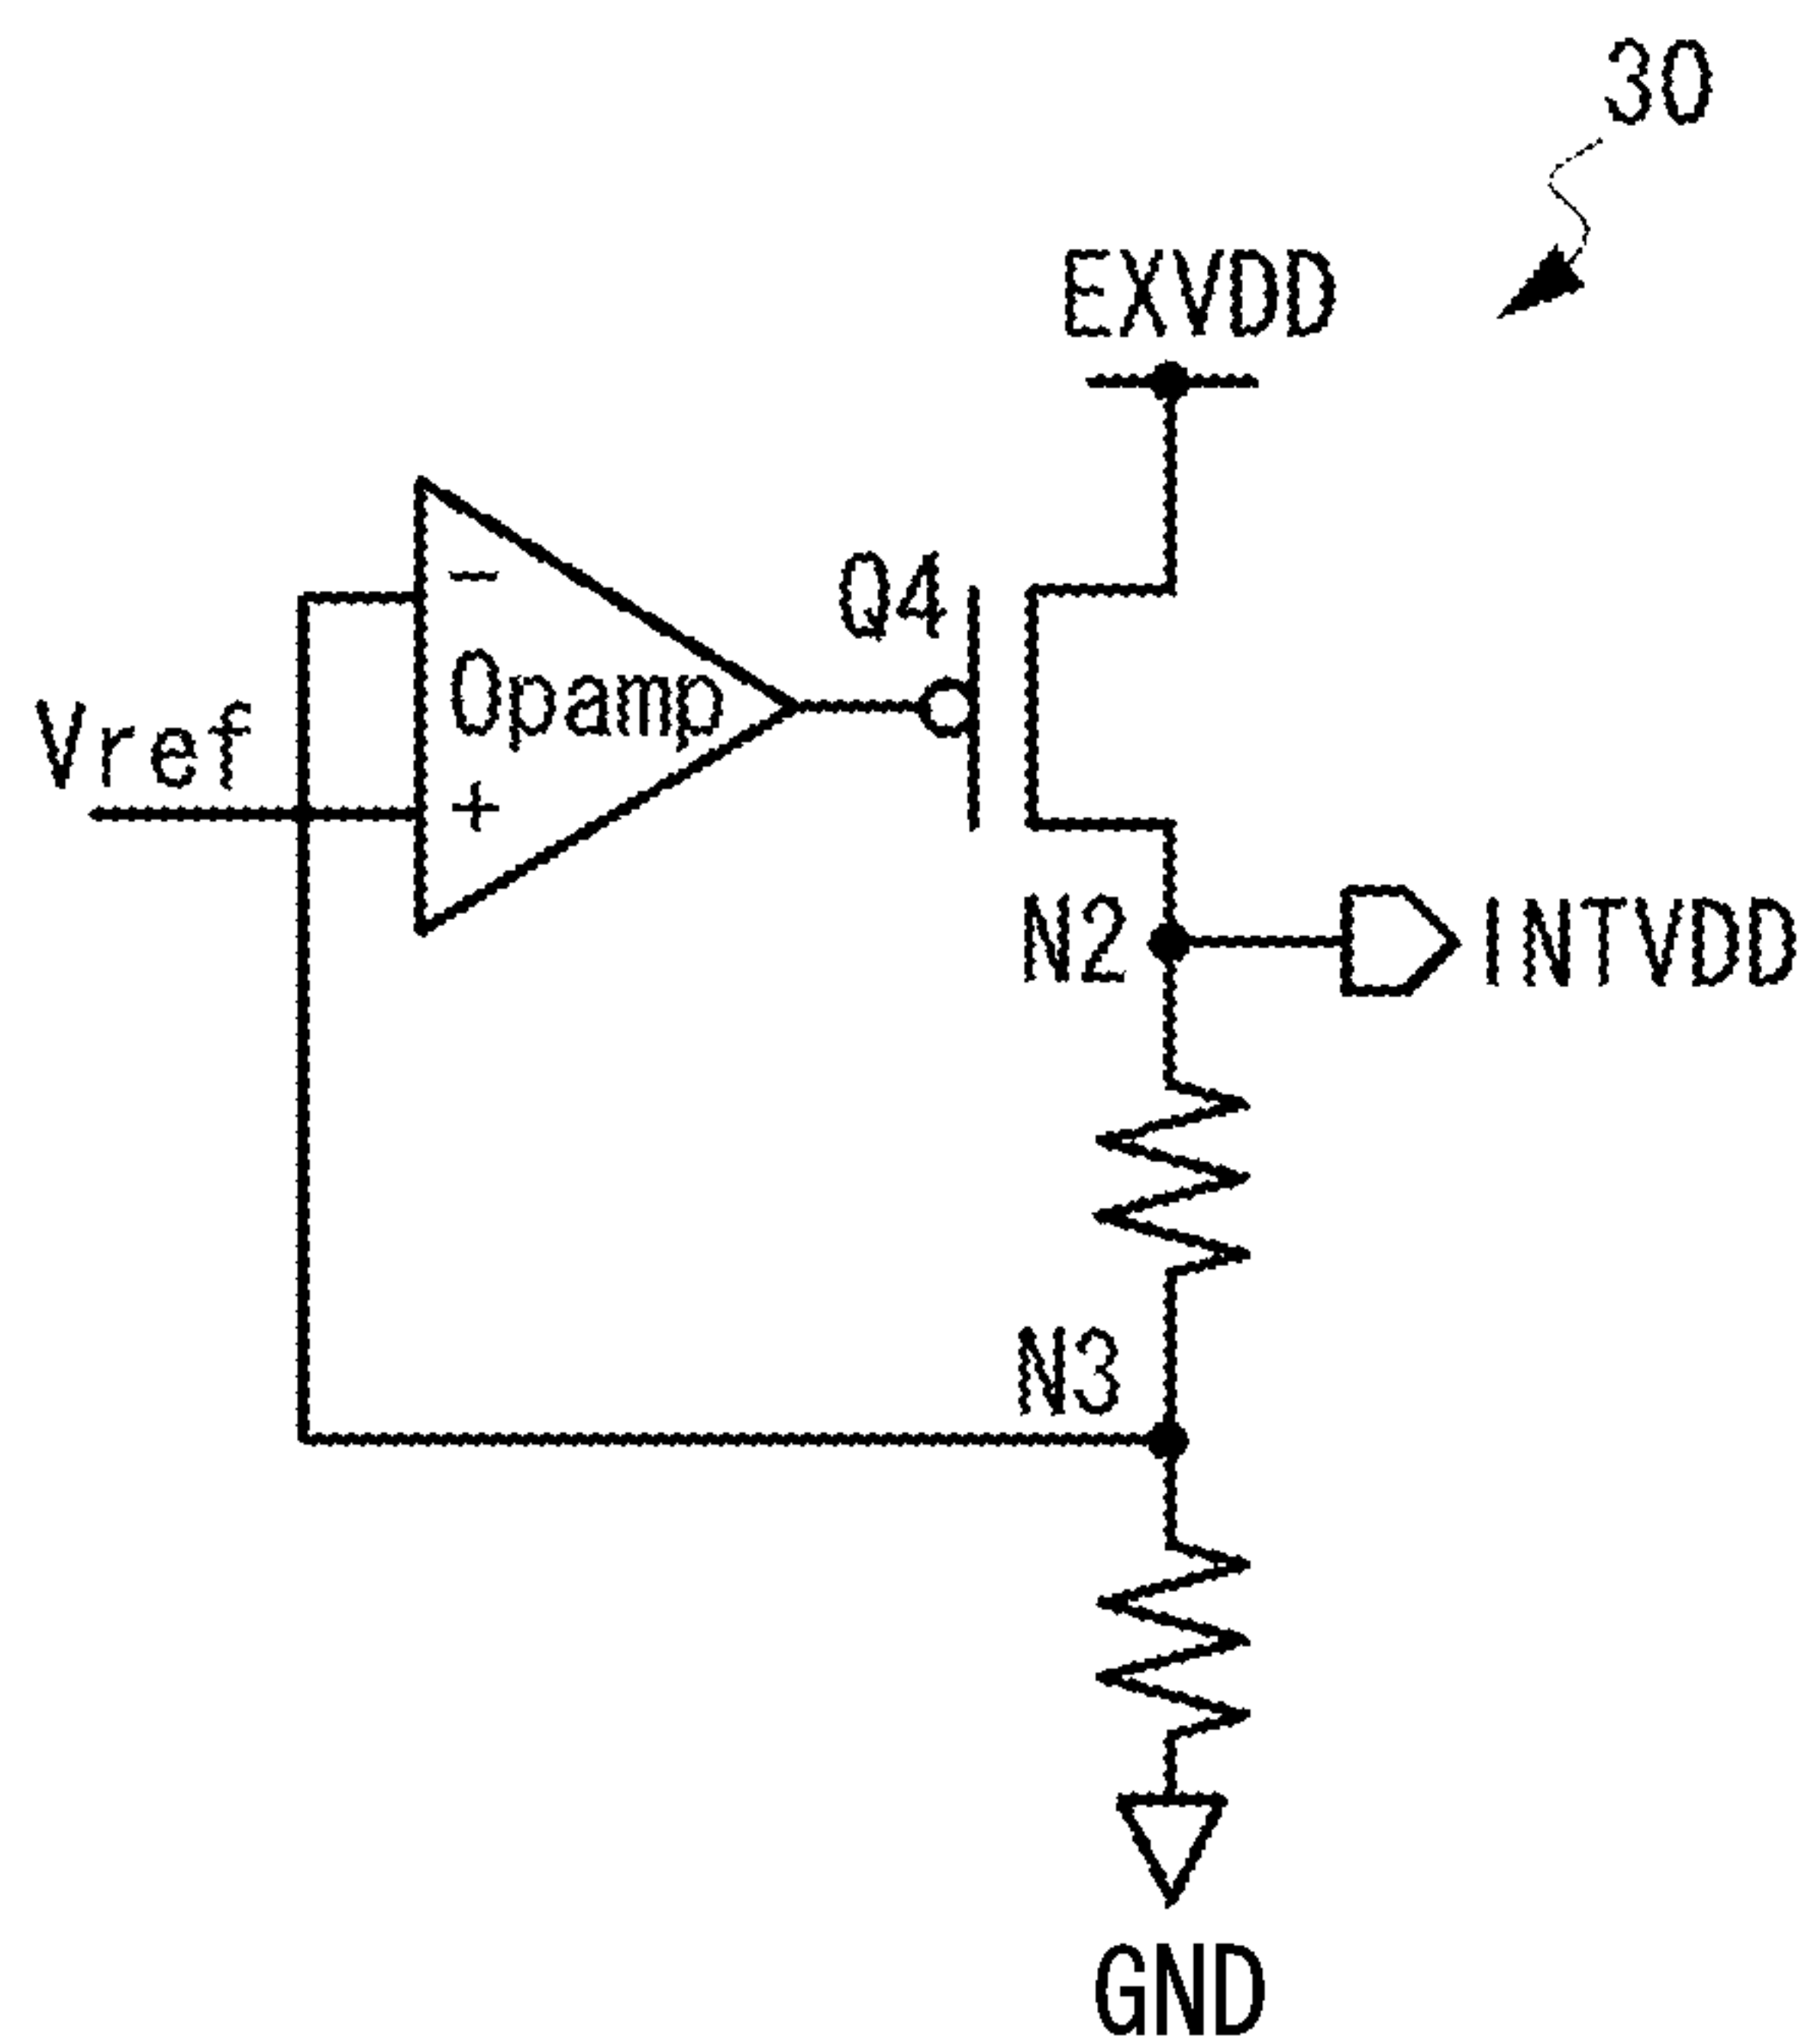 30
EXVDD
Q4
−
Opamp
+
Vref
N2
INTVDD
N3
GND